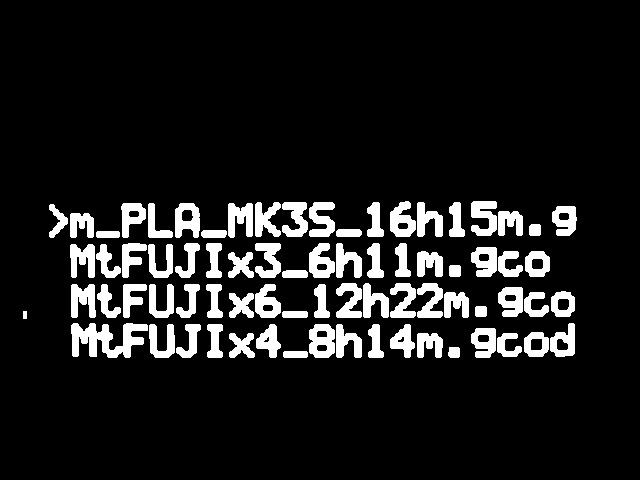 >m_PLA_MK3S_16h15m.g
MtFUJIx3_6h11m.gco
MtFUJIx6_12h22m.gco
MtFUJIx4_8h14m.gcod